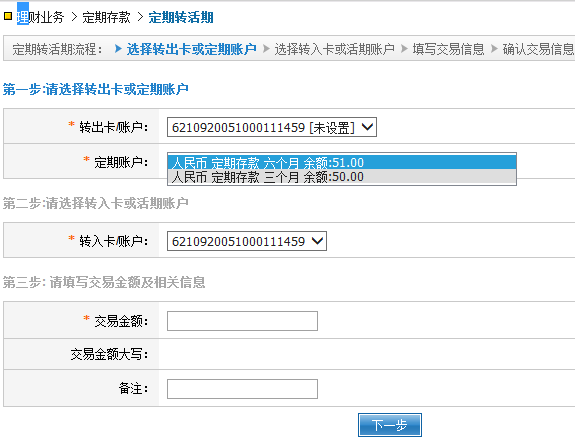 理财业务 > 定期存款 > 定期转活期
定期转活期流程： 选择转出卡或定期账户 选择转入卡或活期账户 填写交易信息 确认交易信息
第一步:请选择转出卡或定期账户
* 转出卡/账户： 6210920051000111459 [未设置]
* 定期账户： 人民币 定期存款 六个月 余额:51.00
人民币 定期存款 三个月 余额:50.00
第二步:请选择转入卡或活期账户
* 转入卡/账户： 6210920051000111459
第三步: 请填写交易金额及相关信息
* 交易金额：
交易金额大写：
备注：
下一步